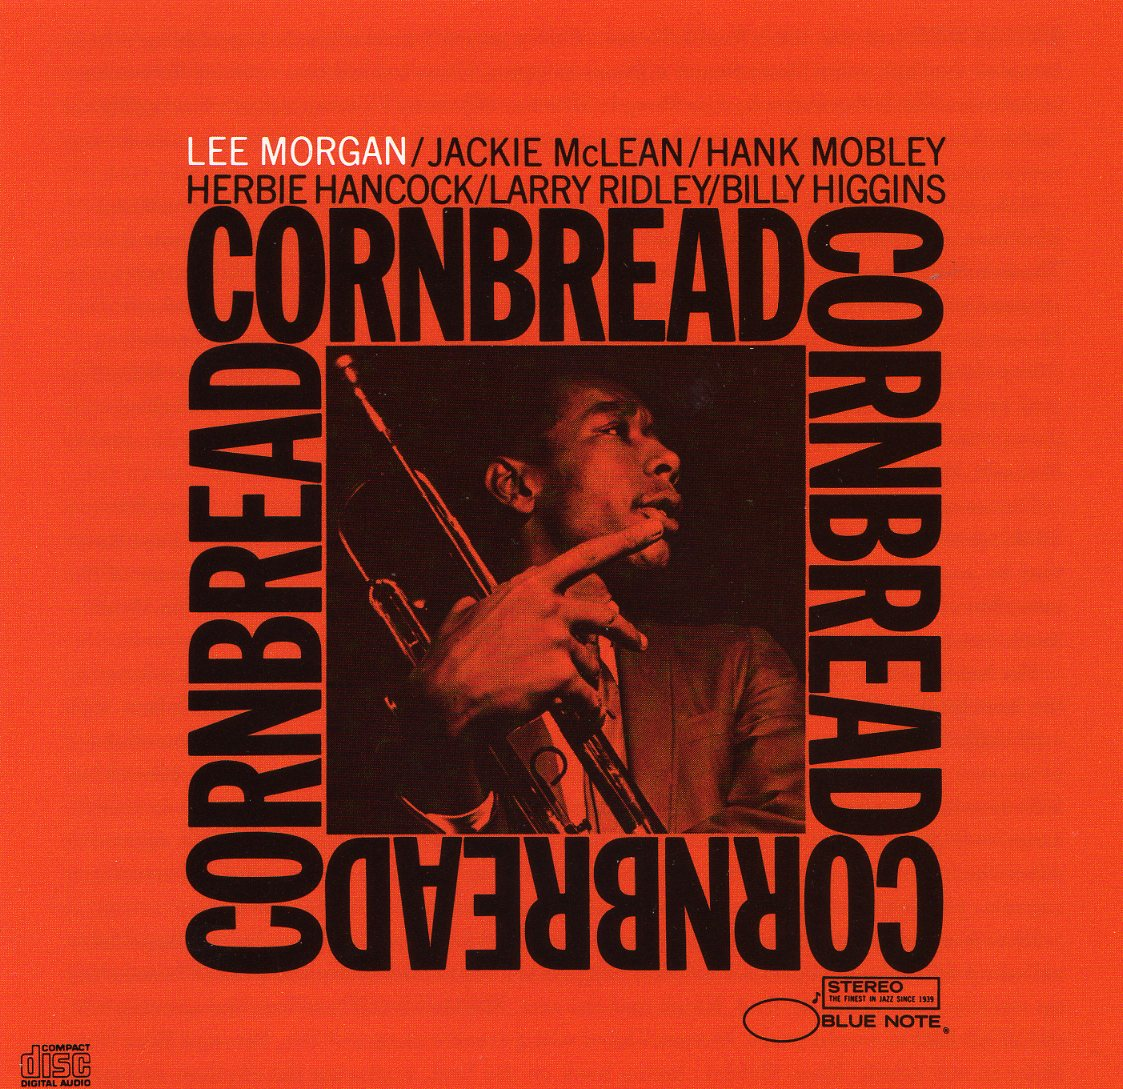 LEE MORGAN/JACKIE McLEAN/HANK MOBLEY
HERBIE HANCOCK/LARRY RIDLEY/BILLY HIGGINS
CORNBREAD
CORNBREAD
CORNBREAD
CORNBREAD
STEREO
THE FINEST IN JAZZ SINCE 1939
BLUE NOTE®
COMPACT
disc
DIGITAL AUDIO